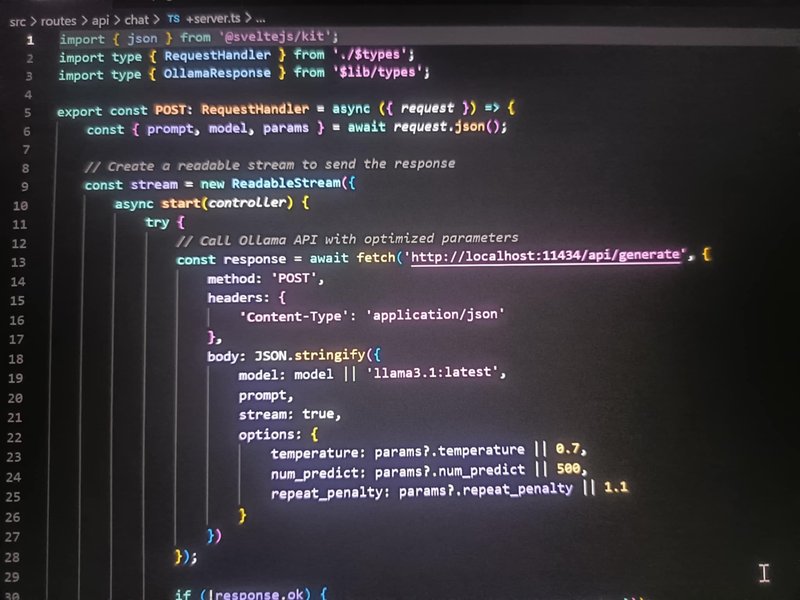 src > routes > api > chat > TS +server.ts > ...
1 import { json } from '@sveltejs/kit';
2 import type { RequestHandler } from './$types';
3 import type { OllamaResponse } from '$lib/types';
4
5 export const POST: RequestHandler = async ({ request }) => {
6 const { prompt, model, params } = await request.json();
7
8 // Create a readable stream to send the response
9 const stream = new ReadableStream({
10 async start(controller) {
11 try {
12 // Call Ollama API with optimized parameters
13 const response = await fetch('http://localhost:11434/api/generate', {
14 method: 'POST',
15 headers: {
16 'Content-Type': 'application/json'
17 },
18 body: JSON.stringify({
19 model: model || 'llama3.1:latest',
20 prompt,
21 stream: true,
22 options: {
23 temperature: params?.temperature || 0.7,
24 num_predict: params?.num_predict || 500,
25 repeat_penalty: params?.repeat_penalty || 1.1
26 }
27 })
28 });
29
30 if (!response.ok) {